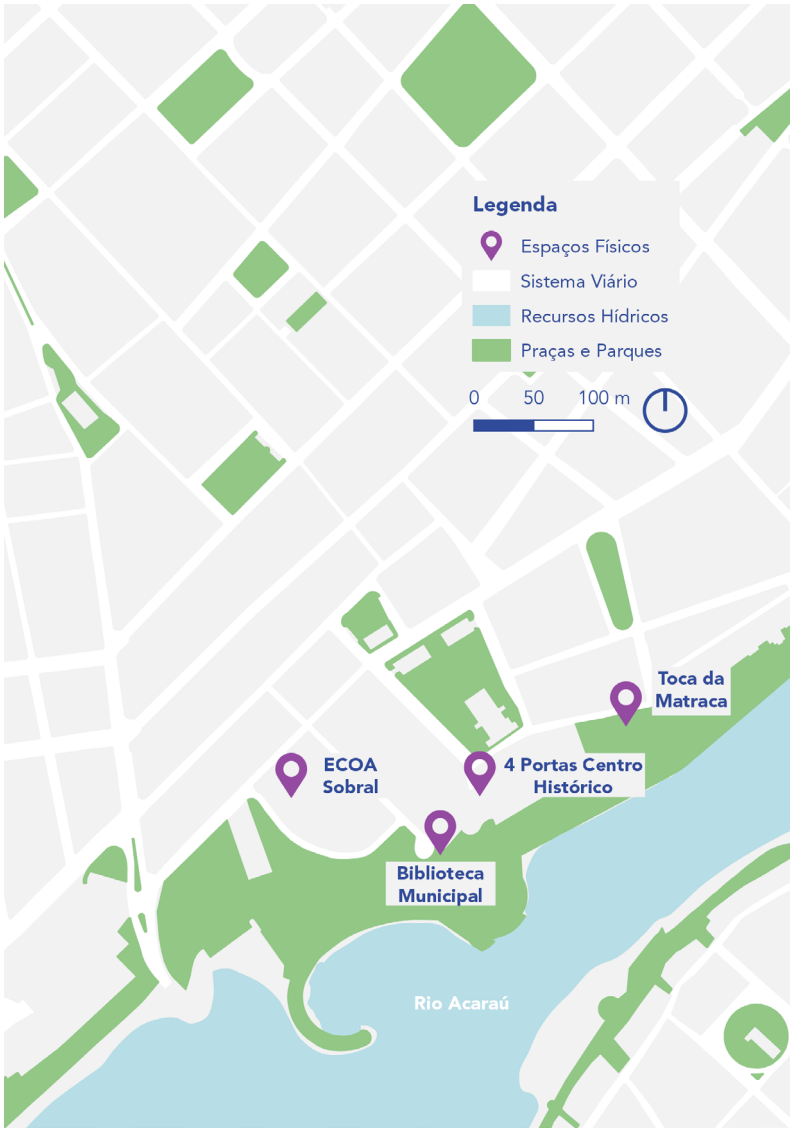 Legenda
Espaços Físicos
Sistema Viário
Recursos Hídricos
Praças e Parques
0 50 100 m
Toca da
Matraca
ECOA
Sobral
4 Portas Centro
Histórico
Biblioteca
Municipal
Rio Acaraú